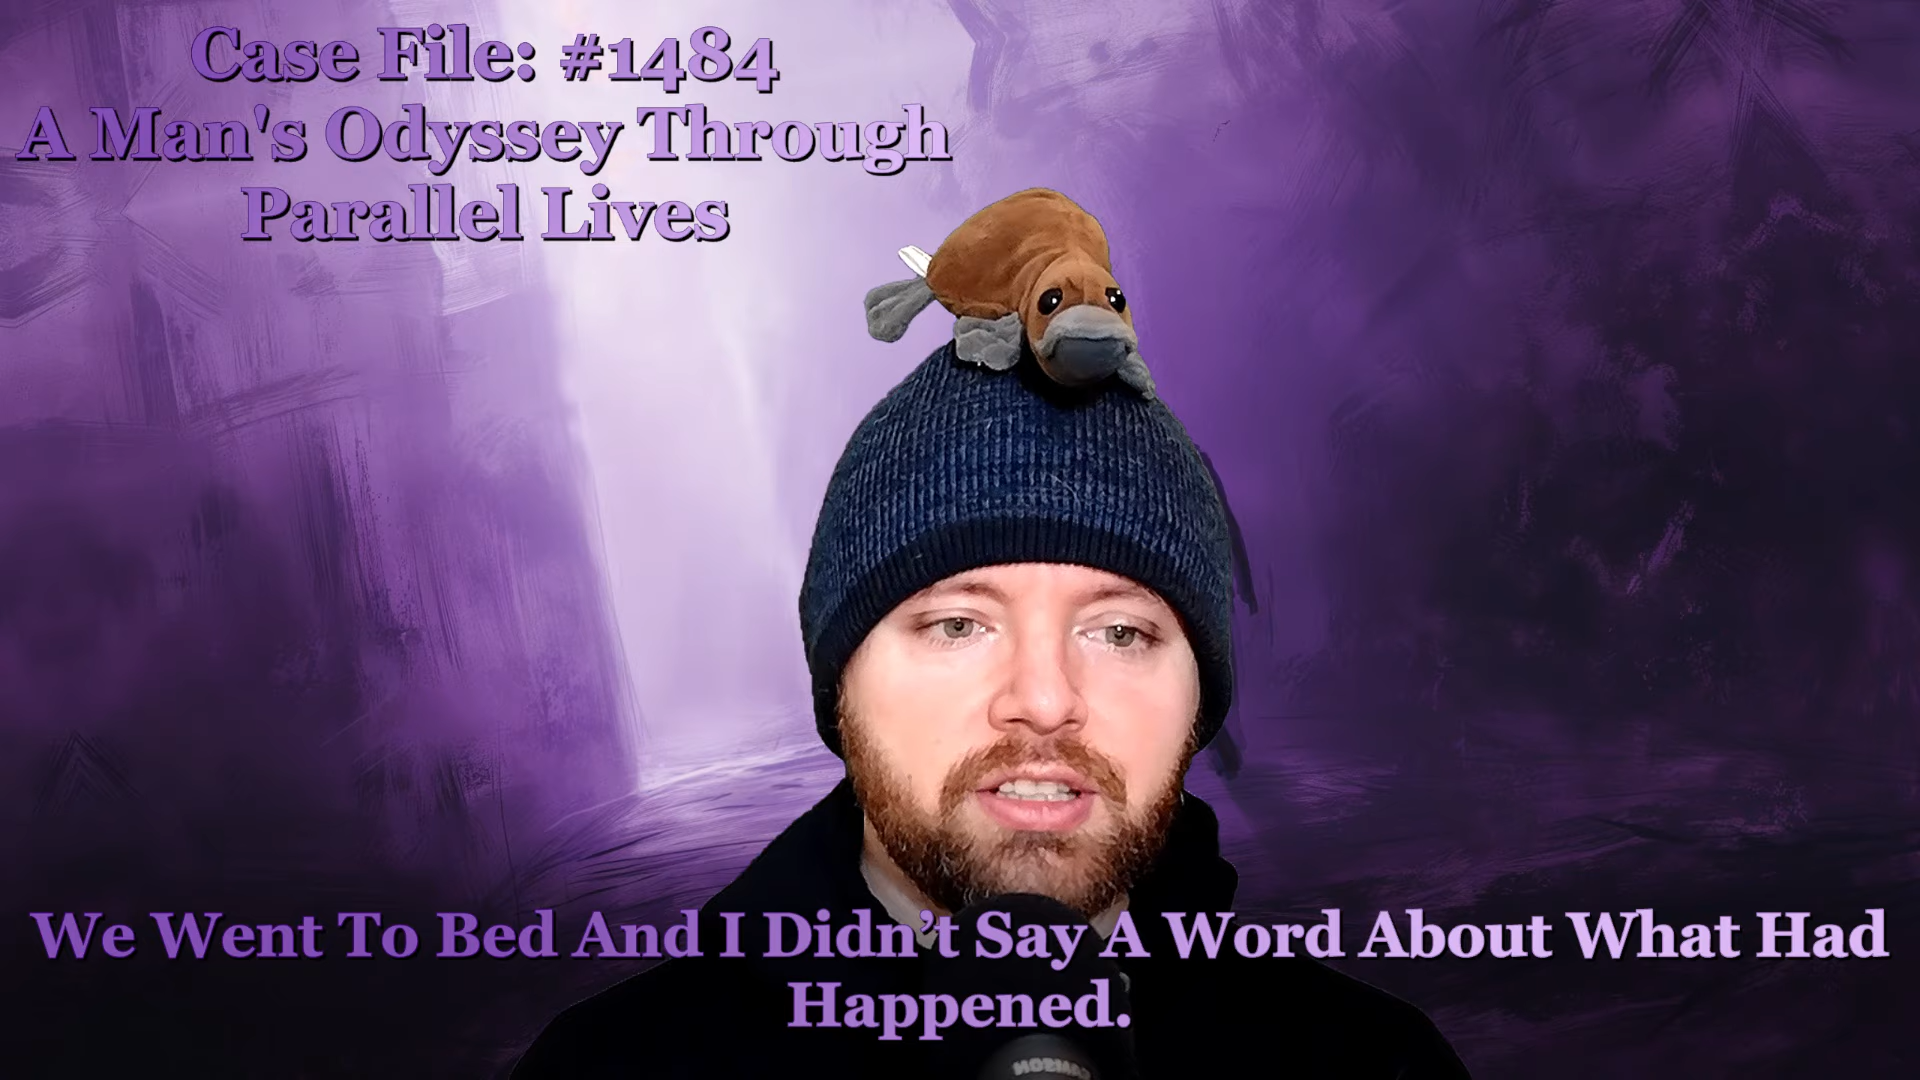 Case File: #1484
A Man's Odyssey Through
Parallel Lives
We Went To Bed And I Didn’t Say A Word About What Had
Happened.